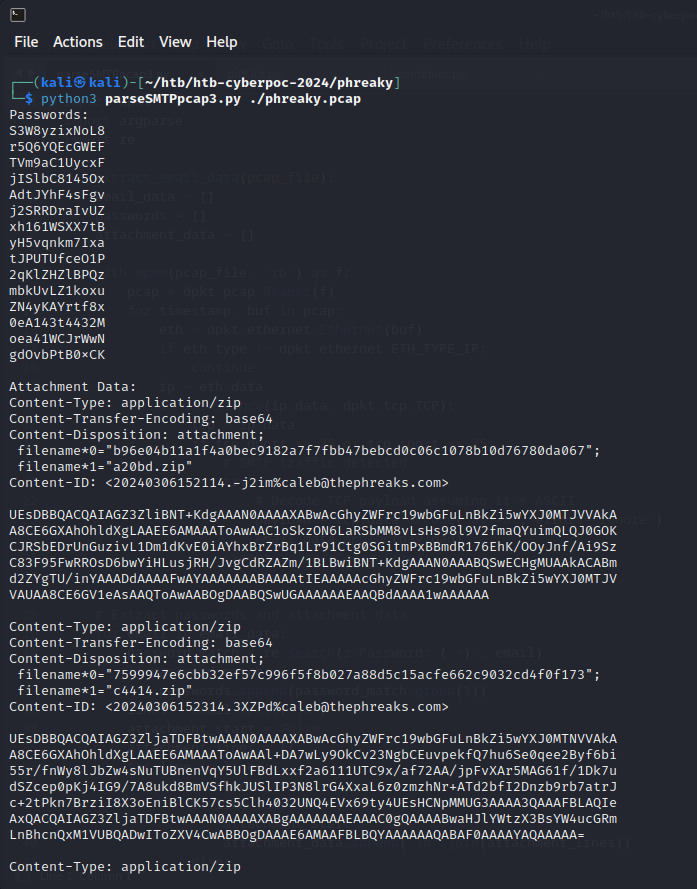 File Actions Edit View Help
(kali㉿kali)-[~/htb/htb-cyberpoc-2024/phreaky]
$ python3 parseSMTPpcap3.py ./phreaky.pcap
Passwords:
S3W8yzixNoL8
r5Q6YQEcGWEF
TVm9aC1UycxF
jISlbC8145Ox
AdtJYhF4sFgv
j2SRRDraIvUZ
xh161WSXX7tB
yH5vqnkm7Ixa
tJPUTUfceO1P
2qKlZHZlBPQz
mbkUvLZ1koxu
ZN4yKAYrtf8x
0eA143t4432M
oea41WCJrWwN
gdOvbPtB0xCK
Attachment Data:
Content-Type: application/zip
Content-Transfer-Encoding: base64
Content-Disposition: attachment;
filename*0="b96e04b11a1f4a0bec9182a7f7fbb47bebcd0c06c1078b10d76780da067";
filename*1="a20bd.zip"
Content-ID: <20240306152114.-j2im%caleb@thephreaks.com>
UEsDBBQACQAIAGZ3ZliBNT+KdgAAAN0AAAAXABwAcGhyZWFrc19wbGFuLnBkZi5wYXJ0MTJVVAkA
A8CE6GXAhOhldXgLAAEE6AMAAAToAwAAC1oSkzON6LaRSbMM8vLsHs98l9V2fmaQYuimQLQJ0GOK
CJRSbEDrUnGuzivL1Dm1dKvE0iAYhxBrZrBq1Lr91Ctg0SGitmPxBBmdR176EhK/OOyJnf/Ai9Sz
C83F95FwRROsD6bwYiHLusjRH/JvgCdRZAZm/1BLBwiBNT+KdgAAAN0AAABQSwECHgMUAAkACABm
d2ZYgTU/inYAAADdAAAAFwAYAAAAAAABAAAAtIEAAAAAcGhyZWFrc19wbGFuLnBkZi5wYXJ0MTJV
VAUAA8CE6GV1eAsAAQToAwAABOgDAABQSwUGAAAAAAEAAQBdAAAA1wAAAAAA
Content-Type: application/zip
Content-Transfer-Encoding: base64
Content-Disposition: attachment;
filename*0="7599947e6cbb32ef57c996f5f8b027a88d5c15acfe662c9032cd4f0f173";
filename*1="c4414.zip"
Content-ID: <20240306152314.3XZPd%caleb@thephreaks.com>
UEsDBBQACQAIAGZ3ZljaTDFBtwAAAN0AAAAXABwAcGhyZWFrc19wbGFuLnBkZi5wYXJ0MTNVVAkA
A8CE6GXAhOhldXgLAAEE6AMAAAToAwAAAl+DA7wLy9OkCv23NgbCEuvpekfQ7hu6Se0qee2Byf6bi
55r/fnWy8lJbZw4sNuTUBnenVqY5UlFBdLxxf2a6111UTC9x/af72AA/jpFvXAr5MAG61f/1Dk7u
dSZcep0pKj4IG9/7A8ukd8BmVSfhkJUSlIP3N8lrG4XxaL6z0zmzhNr+ATd2bfI2Dnzb9rb7atrJ
c+2tPkn7BrziI8X3oEniBlCK57cs5Clh4032UNQ4EVx69ty4UEsHCNpMMUG3AAAA3QAAAFBLAQIe
AxQACQAIAGZ3ZljaTDFBtwAAAN0AAAAXABgAAAAAAAEAAAC0gQAAAABwaHJlYWtzX3BsYW4ucGRm
LnBhcnQxM1VUBQADwIToZXV4CwABBOgDAAAE6AMAAFBLBQYAAAAAAQABAF0AAAAYAQAAAAA=
Content-Type: application/zip